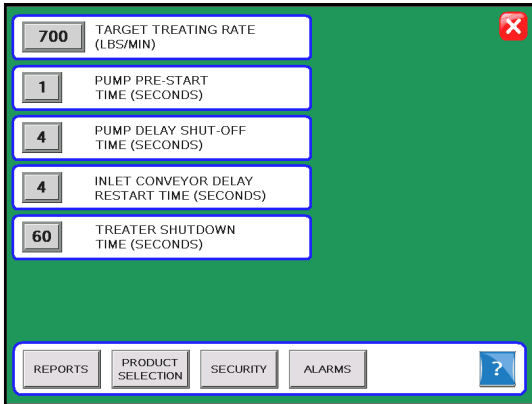 700
TARGET TREATING RATE
(LBS/MIN)
1
PUMP PRE-START
TIME (SECONDS)
4
PUMP DELAY SHUT-OFF
TIME (SECONDS)
4
INLET CONVEYOR DELAY
RESTART TIME (SECONDS)
60
TREATER SHUTDOWN
TIME (SECONDS)
REPORTS
PRODUCT
SELECTION
SECURITY
ALARMS
?